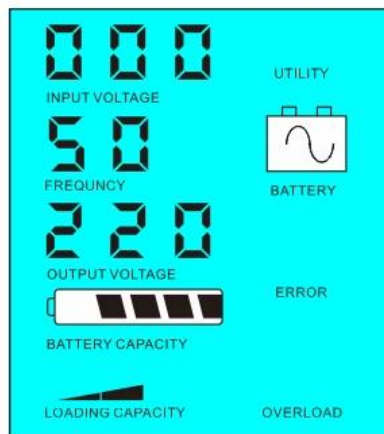 000
UTILITY
INPUT VOLTAGE
50
FREQUNCY
BATTERY
220
OUTPUT VOLTAGE
ERROR
BATTERY CAPACITY
LOADING CAPACITY
OVERLOAD